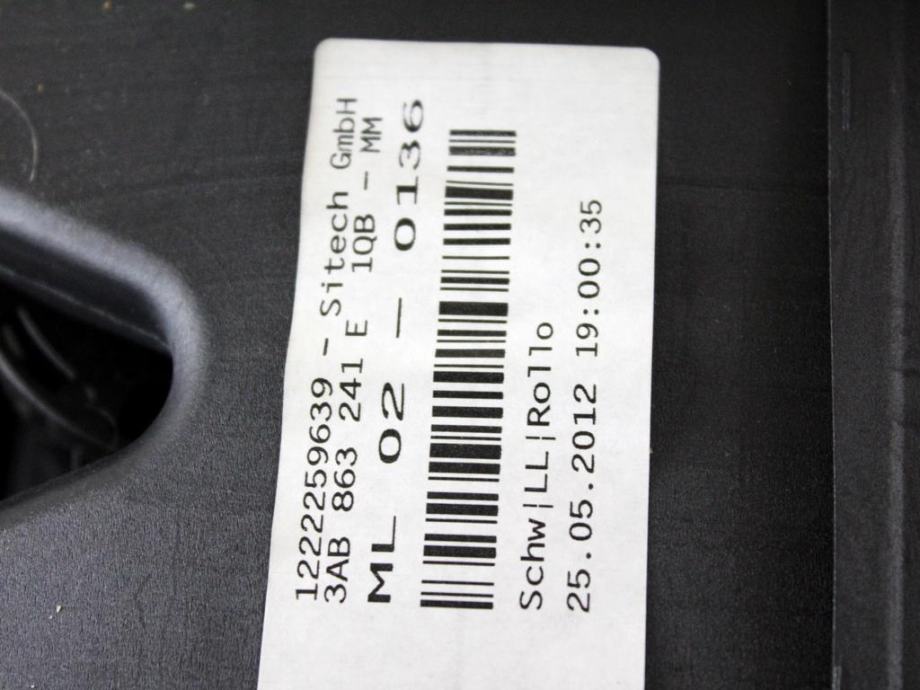 122259639 - Sitech GmbH
3AB 863 241 E 1QB - MM
ML 02 - 0136
Schw|LL|Rollo
25.05.2012 19:00:35